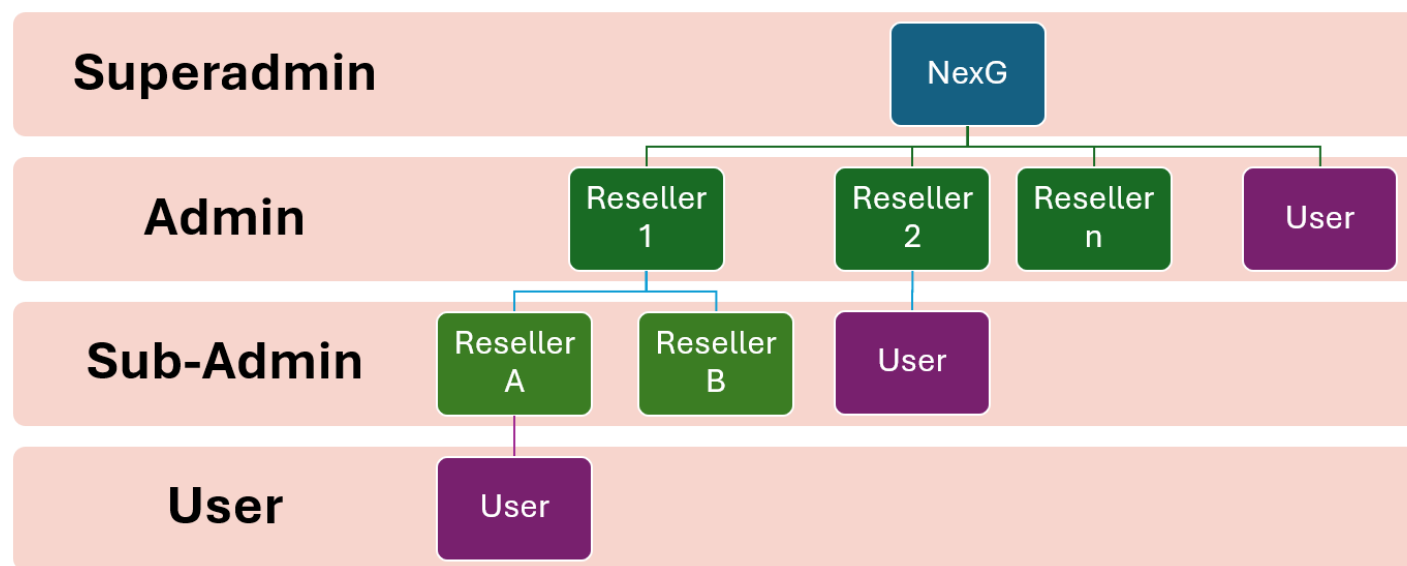 Superadmin
NexG
Admin
Reseller
1
Reseller
2
Reseller
n
User
Sub-Admin
Reseller
A
Reseller
B
User
User
User